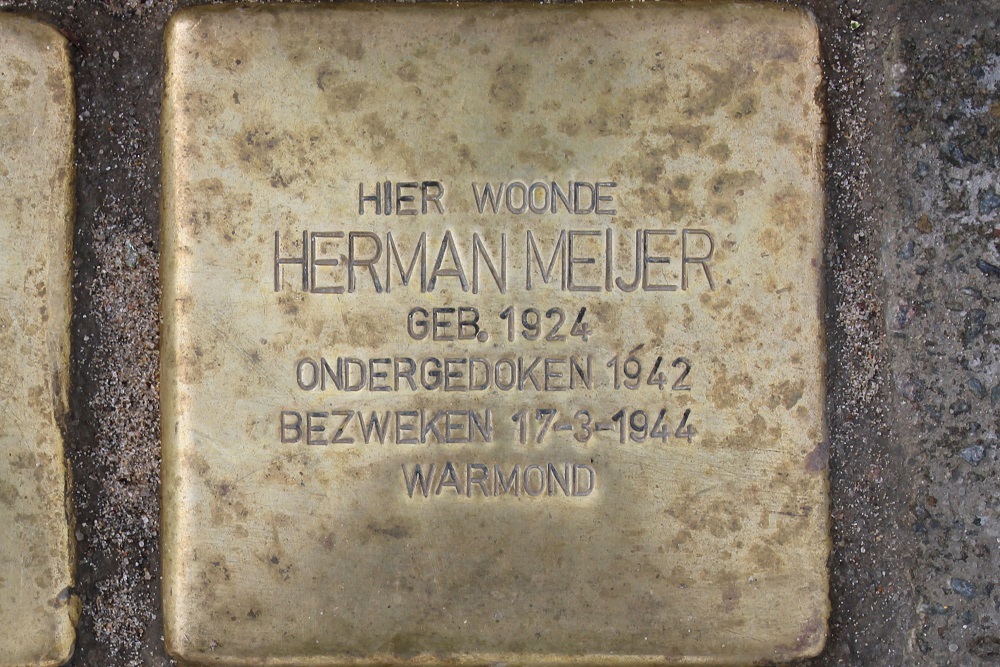 HIER WOONDE
HERMAN MEIJER
GEB. 1924
ONDERGEDOKEN 1942
BEZWEKEN 17-3-1944
WARMOND